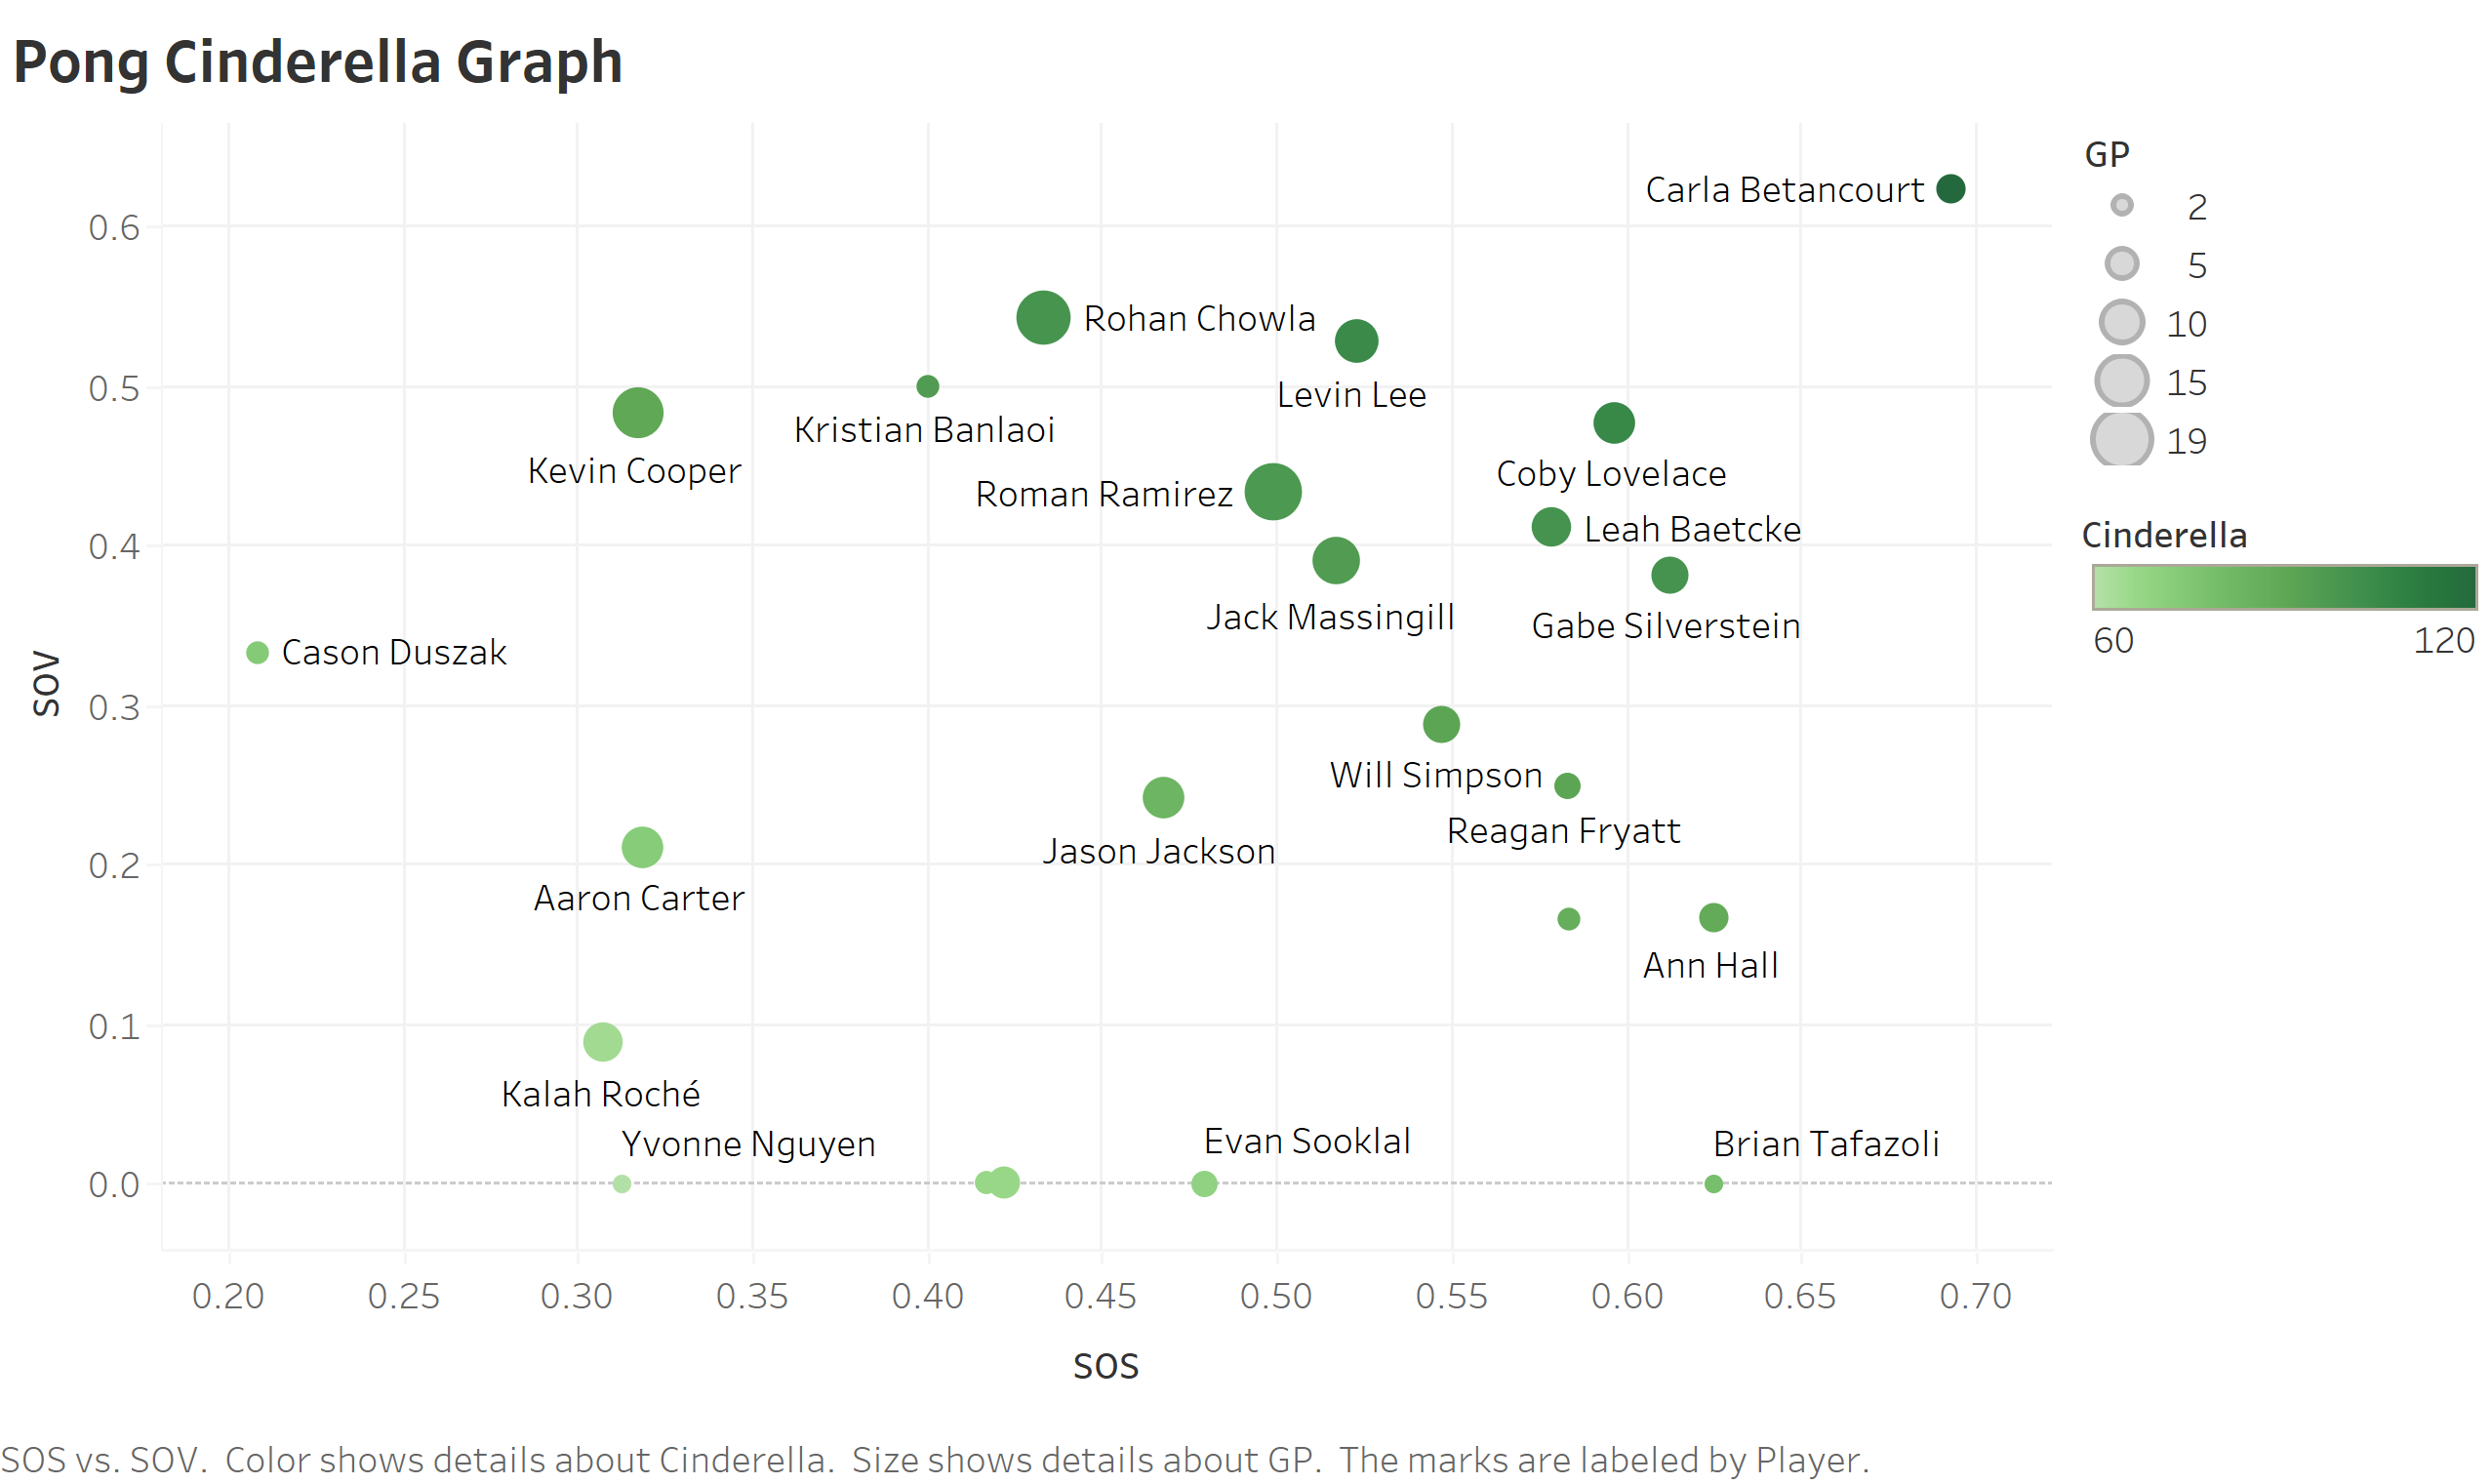 Pong Cinderella Graph
Carla Betancourt
Rohan Chowla
Levin Lee
Kristian Banlaoi
Kevin Cooper
Coby Lovelace
Roman Ramirez
Leah Baetcke
Jack Massingill
Gabe Silverstein
Cason Duszak
Will Simpson
Reagan Fryatt
Jason Jackson
Aaron Carter
Ann Hall
Kalah Roché
Yvonne Nguyen
Evan Sooklal
Brian Tafazoli
SOV
0.6
0.5
0.4
0.3
0.2
0.1
0.0
0.20 0.25 0.30 0.35 0.40 0.45 0.50 0.55 0.60 0.65 0.70
SOS
GP
2
5
10
15
19
Cinderella
60 120
SOS vs. SOV. Color shows details about Cinderella. Size shows details about GP. The marks are labeled by Player.